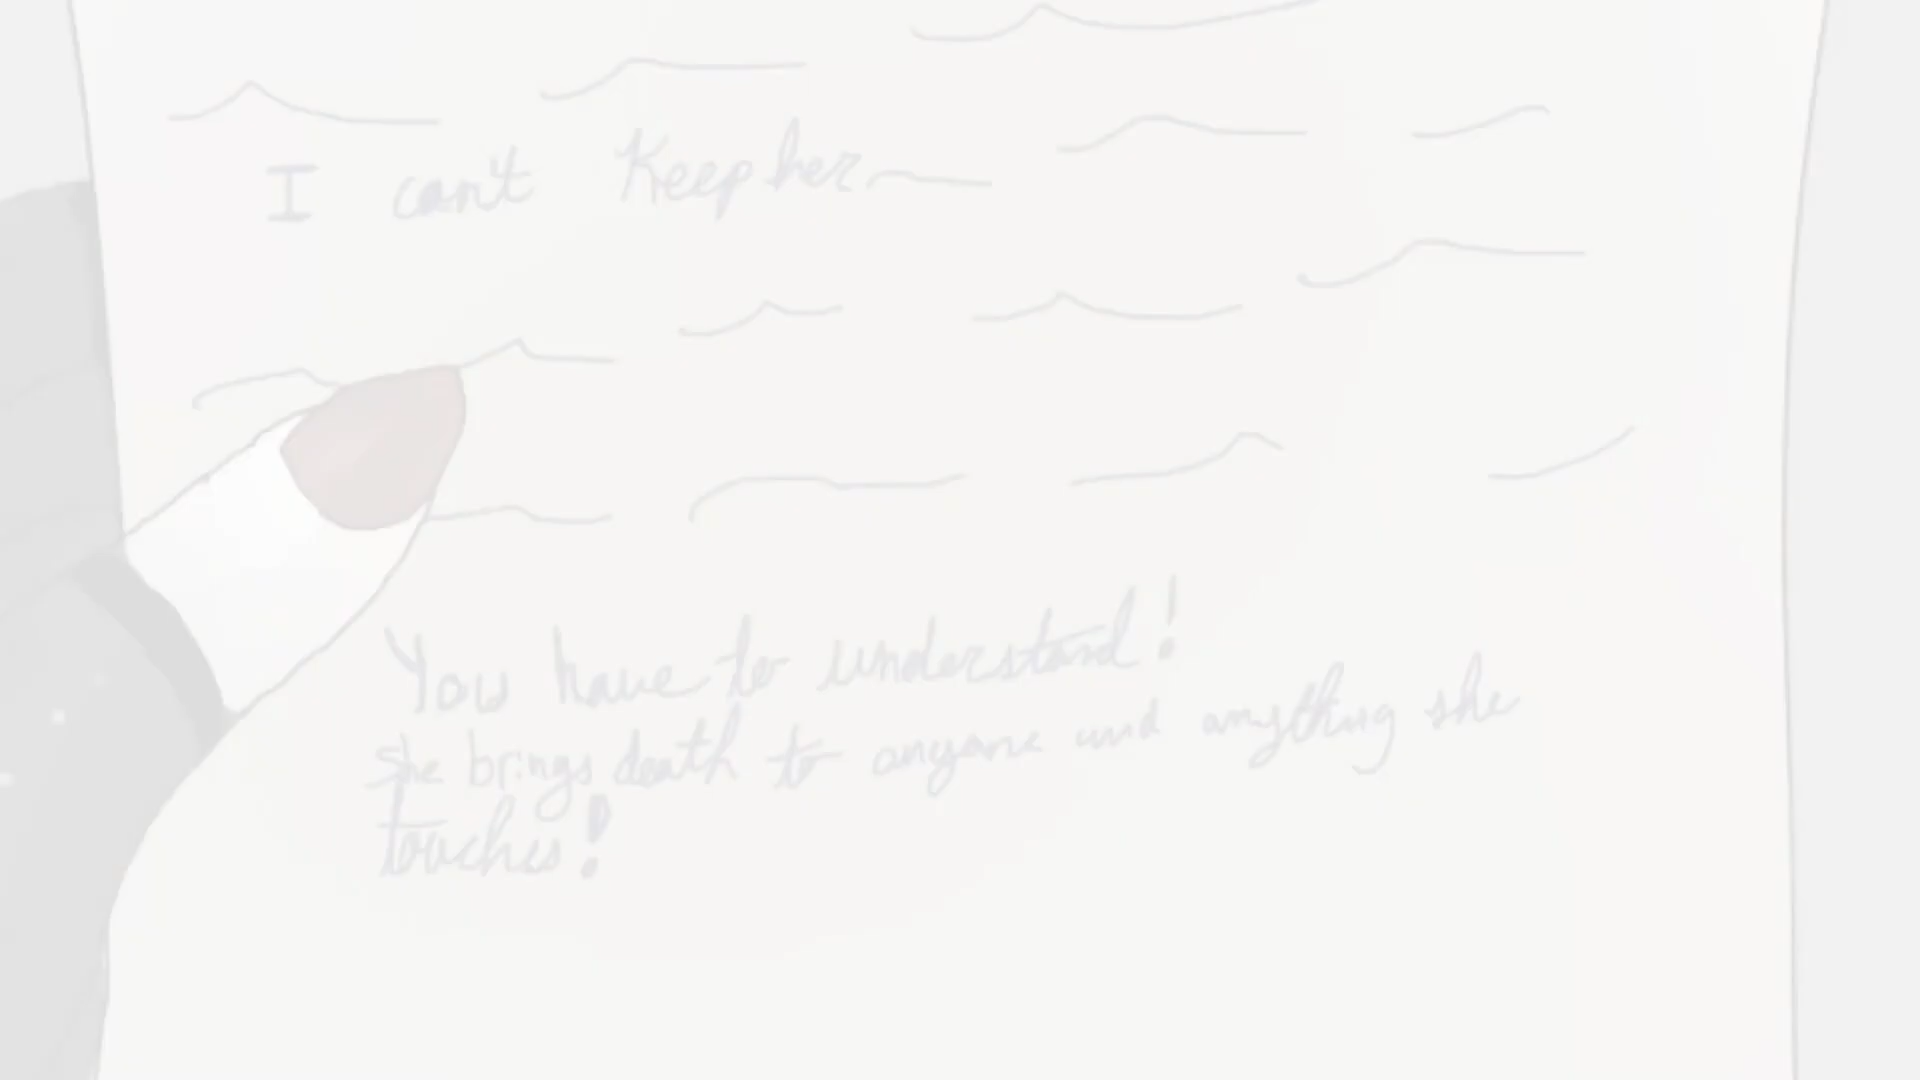 I can't Keep her
You have to understand!
She brings death to anyone and anything she
touches!